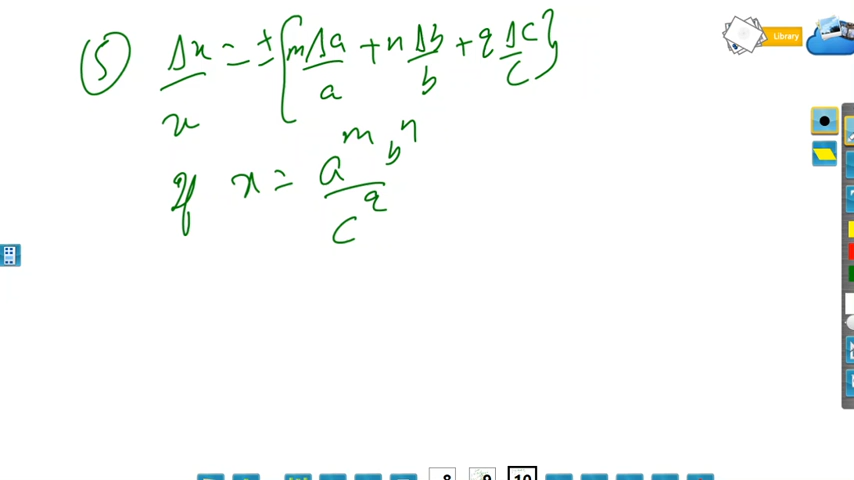 (5) Δx/x = ± { m Δa/a + n Δb/b + q Δc/c }
If x = a^m b^n / c^q
Library
8 9 10